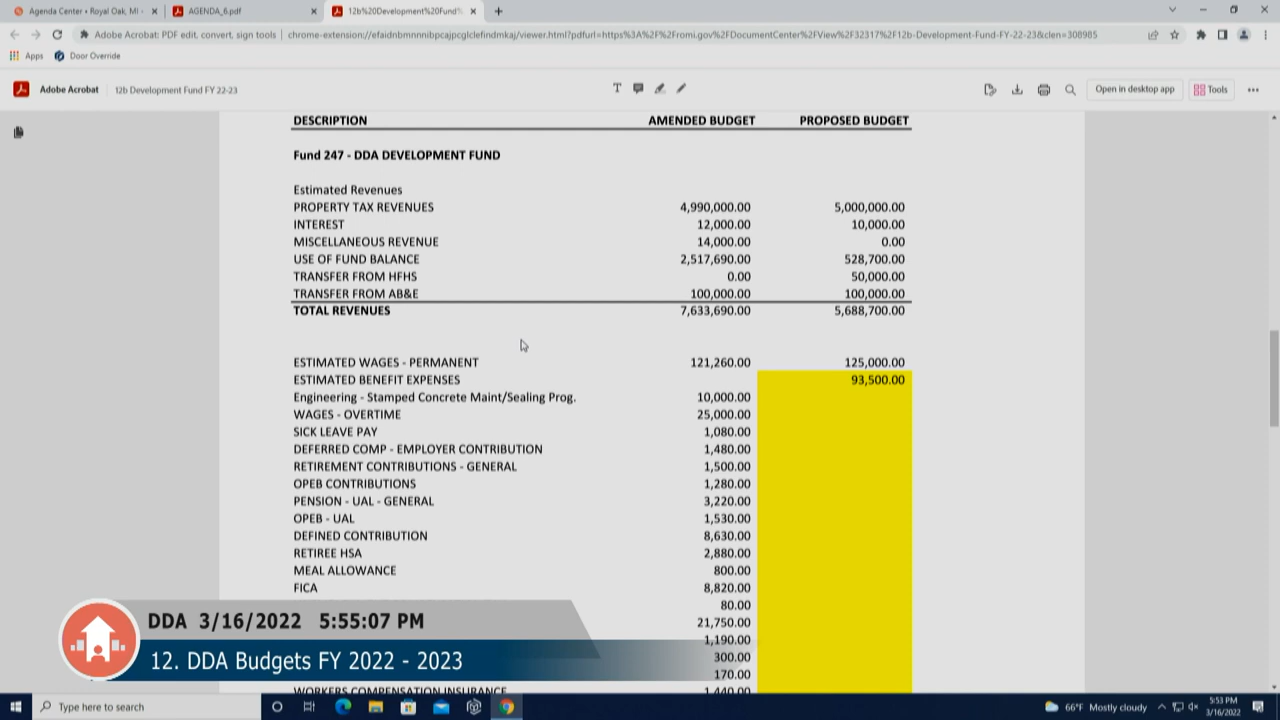 Agenda Center • Royal Oak, MI - × AGENDA_6.pdf × 12b%20Development%20Fund% × +
Adobe Acrobat: PDF edit, convert, sign tools | chrome-extension://efaidnbmnnnibpcajpcglclefindmkaj/viewer.html?pdfurl=https%3A%2F%2Fromi.gov%2FDocumentCenter%2FView%2F32317%2F12b-Development-Fund-FY-22-23&clen=308985
Apps Door Override
Adobe Acrobat 12b Development Fund FY 22-23 Open in desktop app Tools
DESCRIPTION AMENDED BUDGET PROPOSED BUDGET
Fund 247 - DDA DEVELOPMENT FUND
Estimated Revenues
PROPERTY TAX REVENUES 4,990,000.00 5,000,000.00
INTEREST 12,000.00 10,000.00
MISCELLANEOUS REVENUE 14,000.00 0.00
USE OF FUND BALANCE 2,517,690.00 528,700.00
TRANSFER FROM HFHS 0.00 50,000.00
TRANSFER FROM AB&E 100,000.00 100,000.00
TOTAL REVENUES 7,633,690.00 5,688,700.00
ESTIMATED WAGES - PERMANENT 121,260.00 125,000.00
ESTIMATED BENEFIT EXPENSES 93,500.00
Engineering - Stamped Concrete Maint/Sealing Prog. 10,000.00
WAGES - OVERTIME 25,000.00
SICK LEAVE PAY 1,080.00
DEFERRED COMP - EMPLOYER CONTRIBUTION 1,480.00
RETIREMENT CONTRIBUTIONS - GENERAL 1,500.00
OPEB CONTRIBUTIONS 1,280.00
PENSION - UAL - GENERAL 3,220.00
OPEB - UAL 1,530.00
DEFINED CONTRIBUTION 8,630.00
RETIREE HSA 2,880.00
MEAL ALLOWANCE 800.00
FICA 8,820.00
80.00
21,750.00
1,190.00
300.00
170.00
WORKERS COMPENSATION INSURANCE 1,440.00
DDA 3/16/2022 5:55:07 PM
12. DDA Budgets FY 2022 - 2023
Type here to search 66°F Mostly cloudy 5:53 PM
3/16/2022